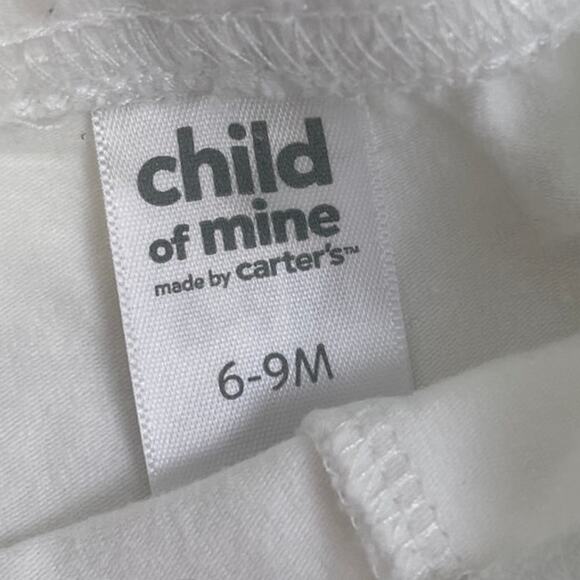 child
of mine
made by carter's™
6-9M